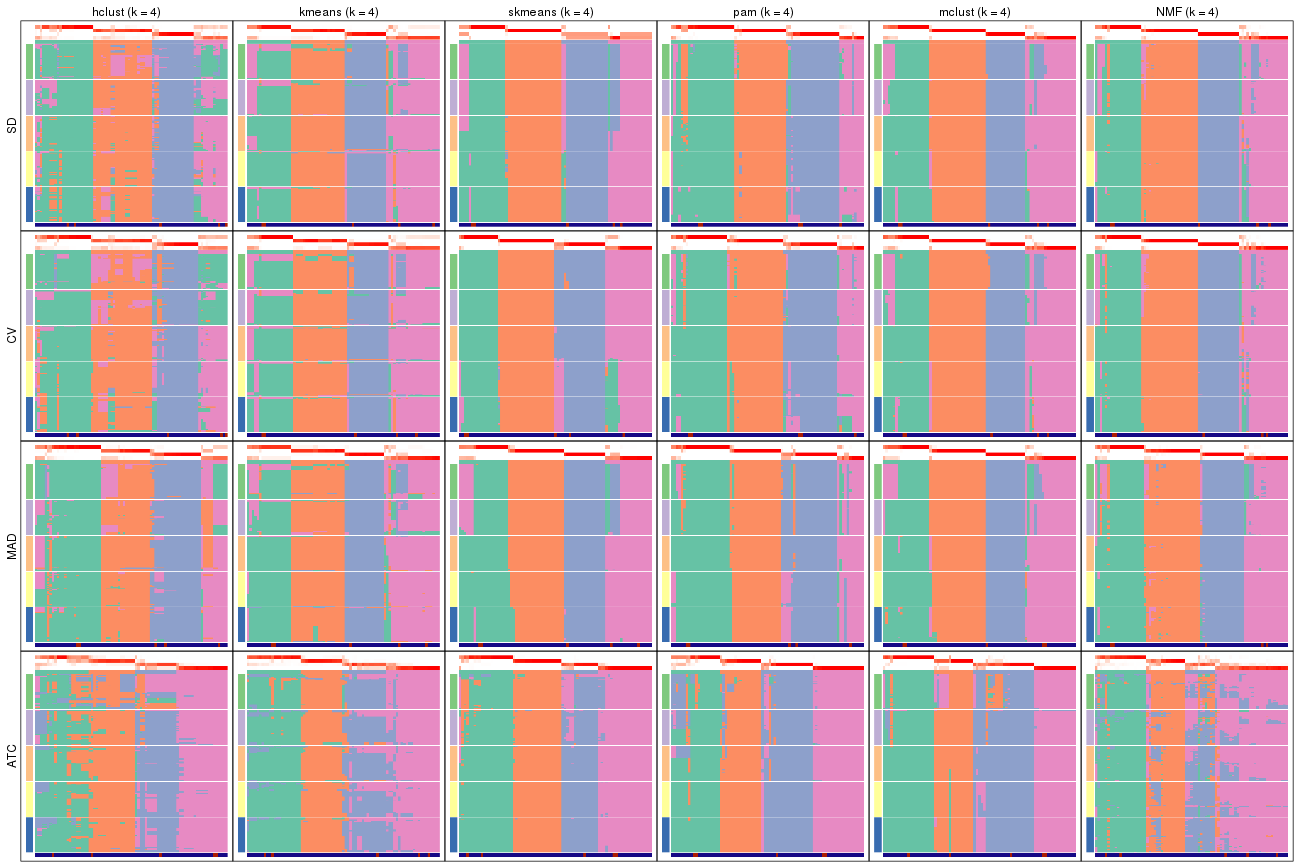 hclust (k = 4) kmeans (k = 4) skmeans (k = 4) pam (k = 4) mclust (k = 4) NMF (k = 4)
SD
CV
MAD
ATC